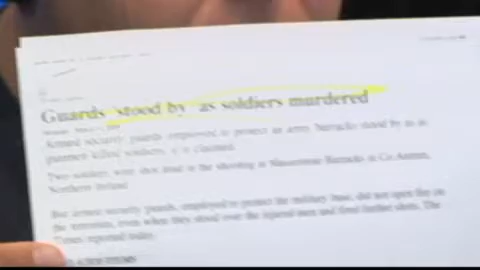 Guards stood by as soldiers murdered
Armed security guards employed to protect an army barracks stood by as
gunmen killed soldiers, it is claimed.
Two soldiers were shot dead in the shooting at Massereene Barracks in Co Antrim,
Northern Ireland.
But armed security guards, employed to protect the military base, did not open fire on
the terrorists, even when they stood over the injured men and fired further shots, The
Times reported today.